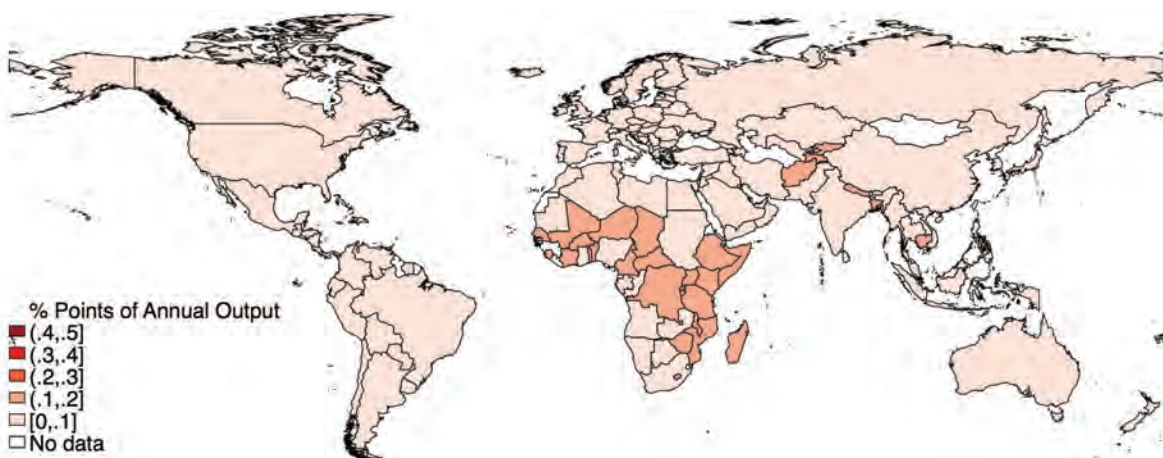 % Points of Annual Output
(.4,.5]
(.3,.4]
(.2,.3]
(.1,.2]
[0,.1]
No data